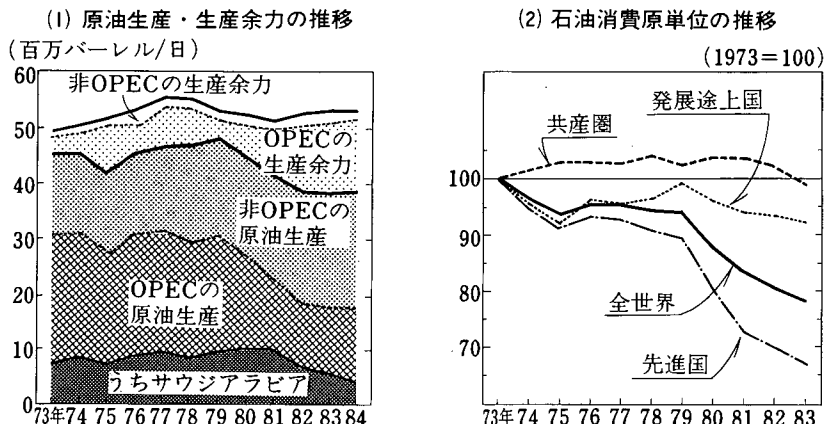 (1) 原油生産・生産余力の推移
(百万バーレル/日)
60
50
40
30
20
10
0
非OPECの生産余力
OPECの
生産余力
非OPECの
原油生産
OPECの
原油生産
うちサウジアラビア
73年 74 75 76 77 78 79 80 81 82 83 84
(2) 石油消費原単位の推移
(1973=100)
100
90
80
70
共産圏
発展途上国
全世界
先進国
73年 74 75 76 77 78 79 80 81 82 83